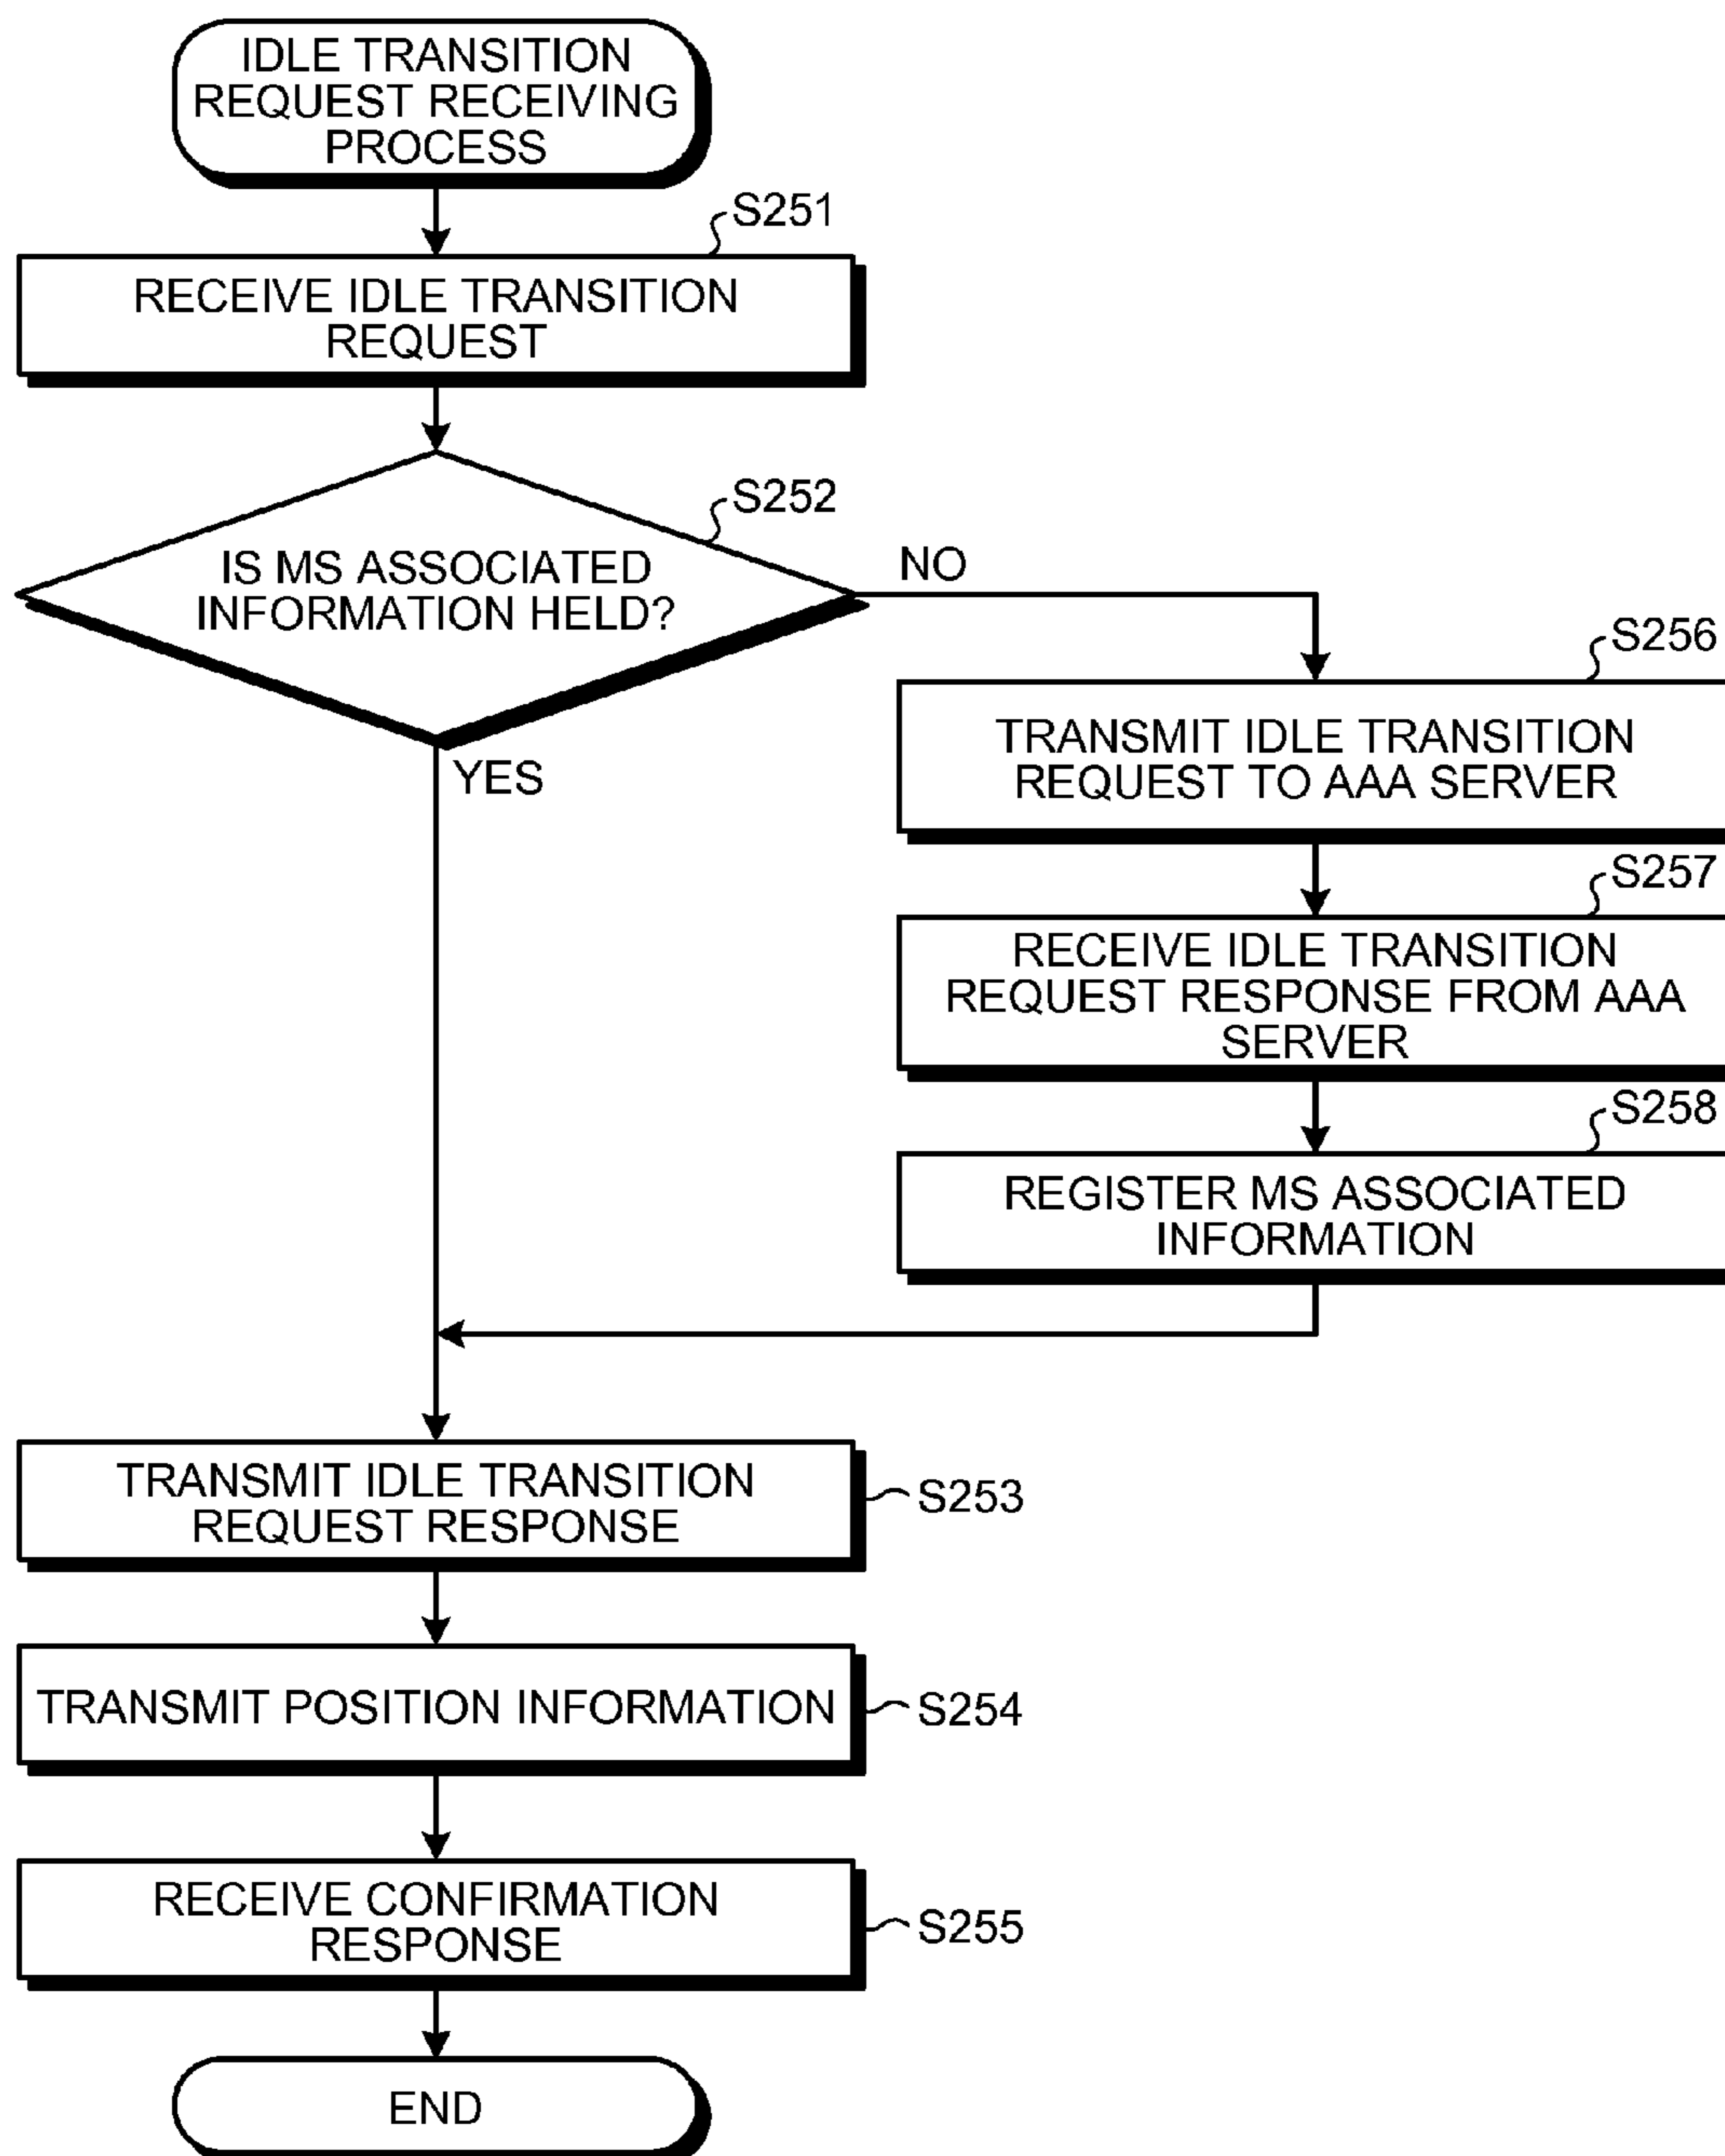 IDLE TRANSITION
REQUEST RECEIVING
PROCESS
S251
RECEIVE IDLE TRANSITION
REQUEST
S252
IS MS ASSOCIATED
INFORMATION HELD?
NO
YES
S256
TRANSMIT IDLE TRANSITION
REQUEST TO AAA SERVER
S257
RECEIVE IDLE TRANSITION
REQUEST RESPONSE FROM AAA
SERVER
S258
REGISTER MS ASSOCIATED
INFORMATION
TRANSMIT IDLE TRANSITION
REQUEST RESPONSE
S253
TRANSMIT POSITION INFORMATION
S254
RECEIVE CONFIRMATION
RESPONSE
S255
END